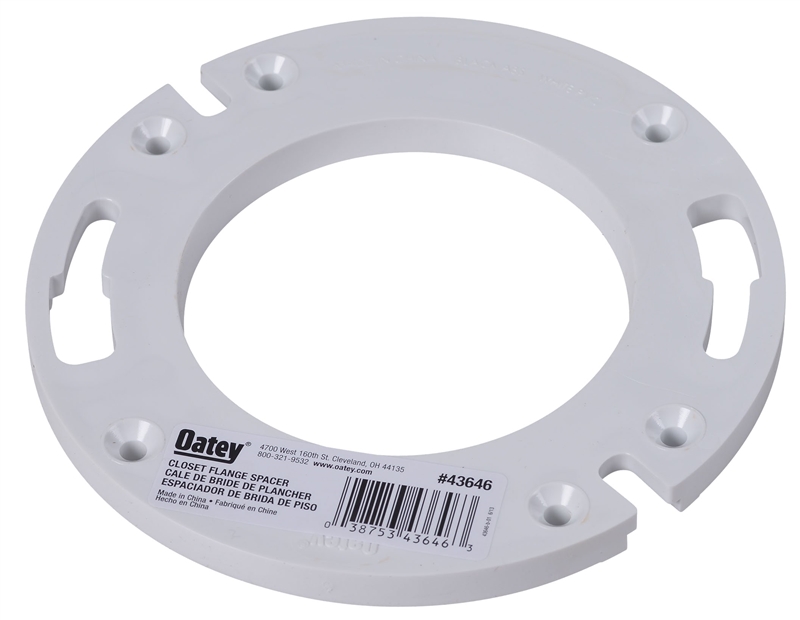 Oatey®
4700 West 160th St. Cleveland, OH 44135
800-321-9532 www.oatey.com
CLOSET FLANGE SPACER
CALE DE BRIDE DE PLANCHER
ESPACIADOR DE BRIDA DE PISO
Made in China • Fabriqué en Chine
Hecho en China
#43646
0 38753 43646 3